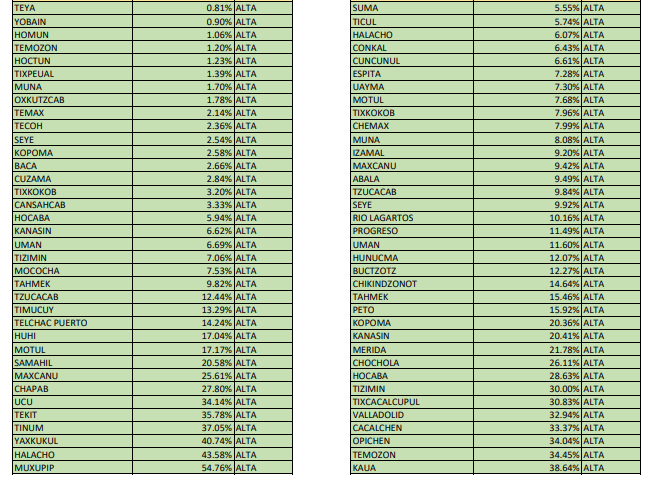 TEYA 0.81% ALTA
YOBAIN 0.90% ALTA
HOMUN 1.06% ALTA
TEMOZON 1.20% ALTA
HOCTUN 1.23% ALTA
TIXPEUAL 1.39% ALTA
MUNA 1.70% ALTA
OXKUTZCAB 1.78% ALTA
TEMAX 2.14% ALTA
TECOH 2.36% ALTA
SEYE 2.54% ALTA
KOPOMA 2.58% ALTA
BACA 2.66% ALTA
CUZAMA 2.84% ALTA
TIXKOKOB 3.20% ALTA
CANSAHCAB 3.33% ALTA
HOCABA 5.94% ALTA
KANASIN 6.62% ALTA
UMAN 6.69% ALTA
TIZIMIN 7.06% ALTA
MOCOCHA 7.53% ALTA
TAHMEK 9.82% ALTA
TZUCACAB 12.44% ALTA
TIMUCUY 13.29% ALTA
TELCHAC PUERTO 14.24% ALTA
HUHI 17.04% ALTA
MOTUL 17.17% ALTA
SAMAHIL 20.58% ALTA
MAXCANU 25.61% ALTA
CHAPAB 27.80% ALTA
UCU 34.14% ALTA
TEKIT 35.78% ALTA
TINUM 37.05% ALTA
YAXKUKUL 40.74% ALTA
HALACHO 43.58% ALTA
MUXUPIP 54.76% ALTA
SUMA 5.55% ALTA
TICUL 5.74% ALTA
HALACHO 6.07% ALTA
CONKAL 6.43% ALTA
CUNCUNUL 6.61% ALTA
ESPITA 7.28% ALTA
UAYMA 7.30% ALTA
MOTUL 7.68% ALTA
TIXKOKOB 7.96% ALTA
CHEMAX 7.99% ALTA
MUNA 8.08% ALTA
IZAMAL 9.20% ALTA
MAXCANU 9.42% ALTA
ABALA 9.49% ALTA
TZUCACAB 9.84% ALTA
SEYE 9.92% ALTA
RIO LAGARTOS 10.16% ALTA
PROGRESO 11.49% ALTA
UMAN 11.60% ALTA
HUNUCMA 12.07% ALTA
BUCTZOTZ 12.27% ALTA
CHIKINDZONOT 14.64% ALTA
TAHMEK 15.46% ALTA
PETO 15.92% ALTA
KOPOMA 20.36% ALTA
KANASIN 20.41% ALTA
MERIDA 21.78% ALTA
CHOCHOLA 26.11% ALTA
HOCABA 28.63% ALTA
TIZIMIN 30.00% ALTA
TIXCACALCUPUL 30.83% ALTA
VALLADOLID 32.94% ALTA
CACALCHEN 33.37% ALTA
OPICHEN 34.04% ALTA
TEMOZON 34.45% ALTA
KAUA 38.64% ALTA